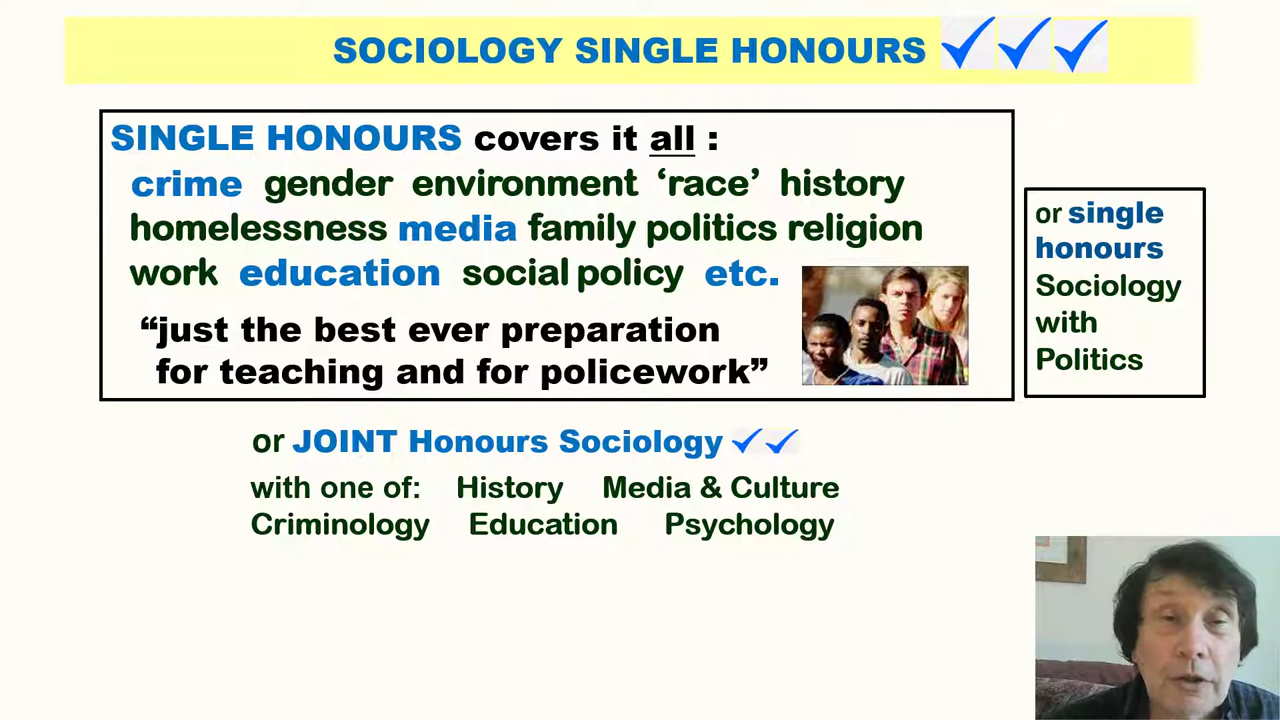 SOCIOLOGY SINGLE HONOURS
SINGLE HONOURS covers it all :
crime gender environment ‘race’ history
homelessness media family politics religion
work education social policy etc.
“just the best ever preparation
for teaching and for policework”
or single
honours
Sociology
with
Politics
or JOINT Honours Sociology
with one of: History Media & Culture
Criminology Education Psychology